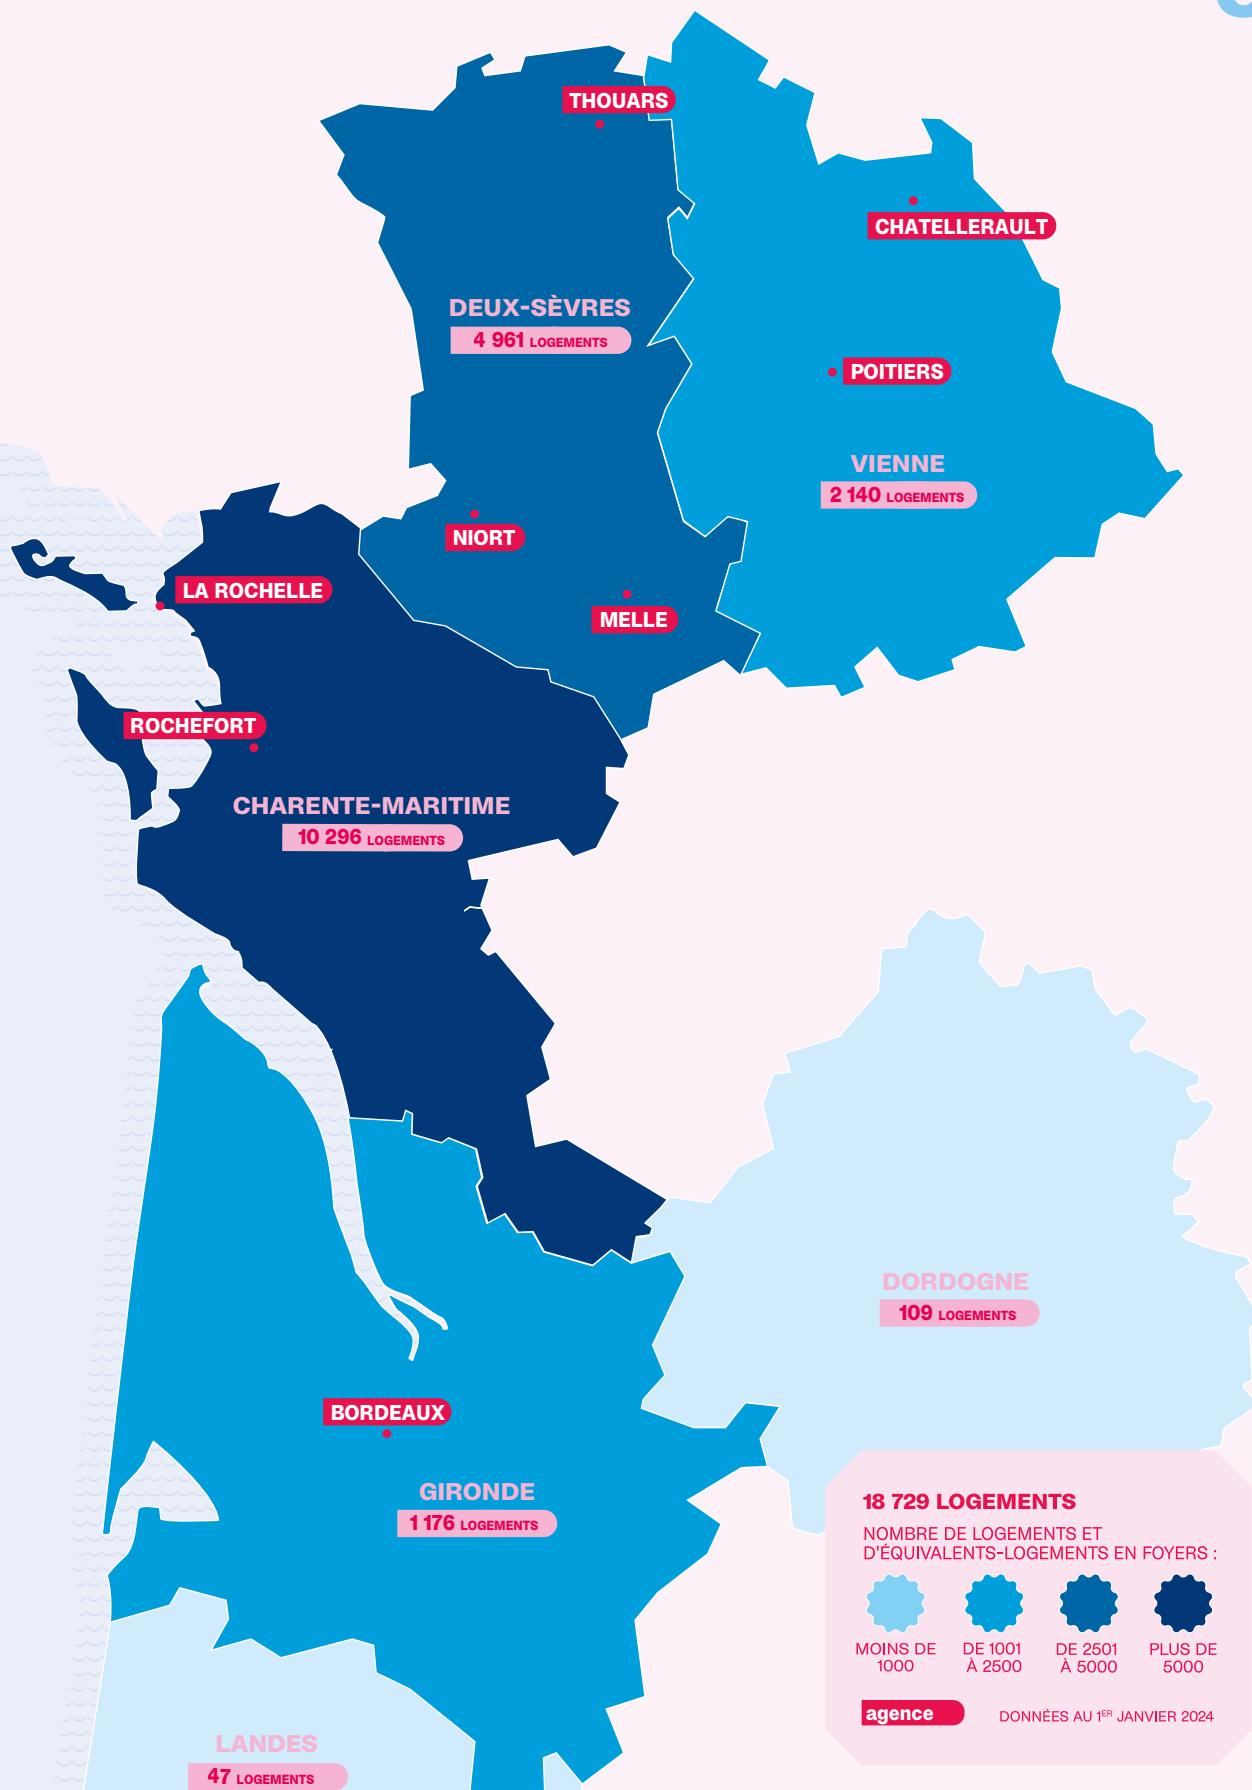 THOUARS
CHATELLERAULT
DEUX-SÈVRES
4 961 LOGEMENTS
POITIERS
VIENNE
2 140 LOGEMENTS
NIORT
LA ROCHELLE
MELLE
ROCHEFORT
CHARENTE-MARITIME
10 296 LOGEMENTS
DORDOGNE
109 LOGEMENTS
BORDEAUX
GIRONDE
1 176 LOGEMENTS
18 729 LOGEMENTS
NOMBRE DE LOGEMENTS ET
D'ÉQUIVALENTS-LOGEMENTS EN FOYERS :
MOINS DE
1000
DE 1001
À 2500
DE 2501
À 5000
PLUS DE
5000
agence
DONNÉES AU 1ER JANVIER 2024
LANDES
47 LOGEMENTS